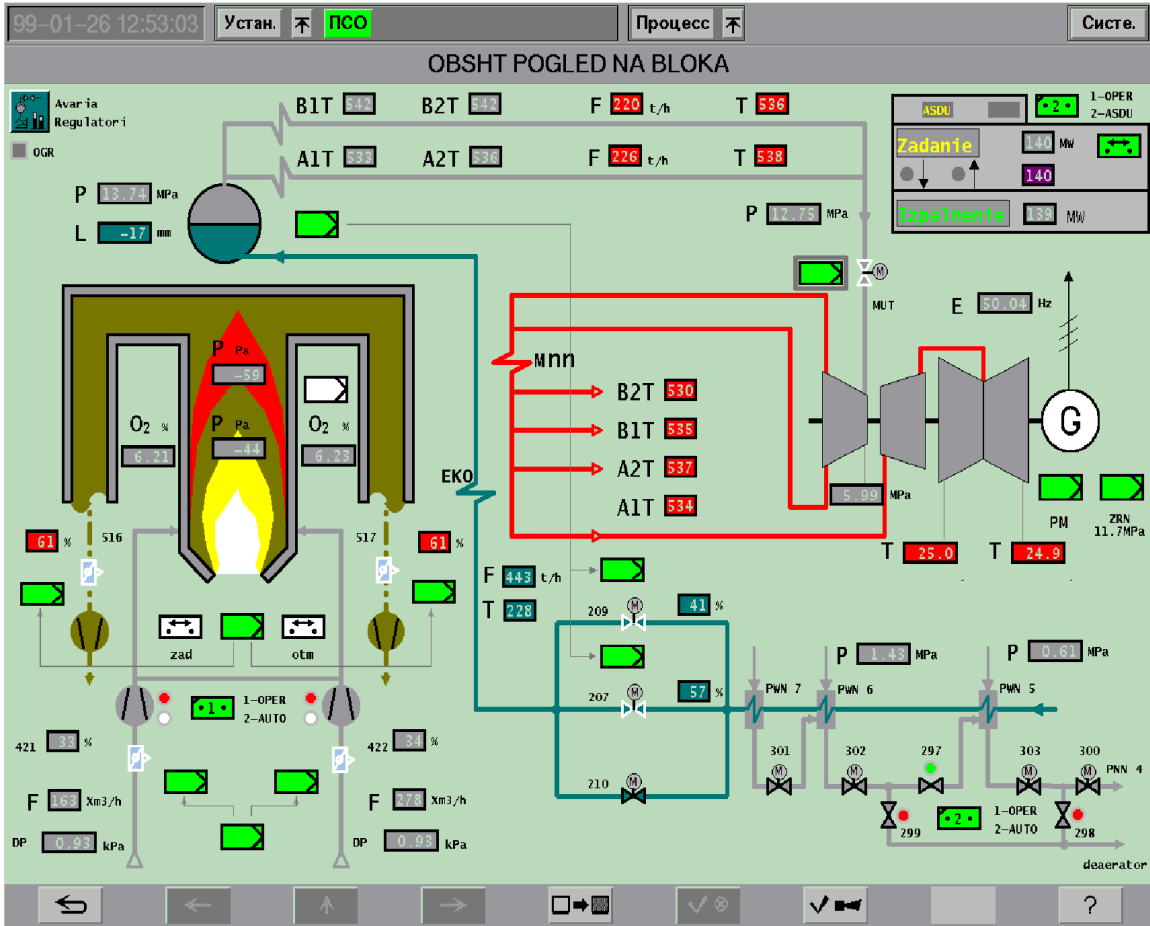 99-01-26 12:53:03 Устан. ПСО Процесс Систе.
OBSHT POGLED NA BLOKA
Avaria
Regulatori
OGR
B1T 542 B2T 542 F 220 t/h T 536
A1T 533 A2T 536 F 226 t/h T 538
ASDU •2• 1-OPER
2-ASDU
Zadanie 140 MW
140
Izpalnenie 139 MW
P 13.74 MPa
L -17 mm
P 12.75 MPa
M
MUT
E 50.04 Hz
P Pa
-59
P Pa
-44
O2 %
6.21
O2 %
6.23
МПП
B2T 530
B1T 535
A2T 537
A1T 534
EKO
5.99 MPa
G
PM
ZRN
11.7MPa
T 25.0 T 24.9
61 % 516
517 61 %
F 443 t/h
T 228
zad otm
209 M 41 %
207 M 57 %
210 M
P 1.43 MPa P 0.61 MPa
PWN 7 PWN 6 PWN 5
•1• 1-OPER
2-AUTO
421 33 %
422 34 %
301 302 297 303 300
M M M M
PNN 4
F 163 Xm3/h
F 278 Xm3/h
DP 0.93 kPa
DP 0.93 kPa
299 •2• 1-OPER
2-AUTO 298
deaerator
?